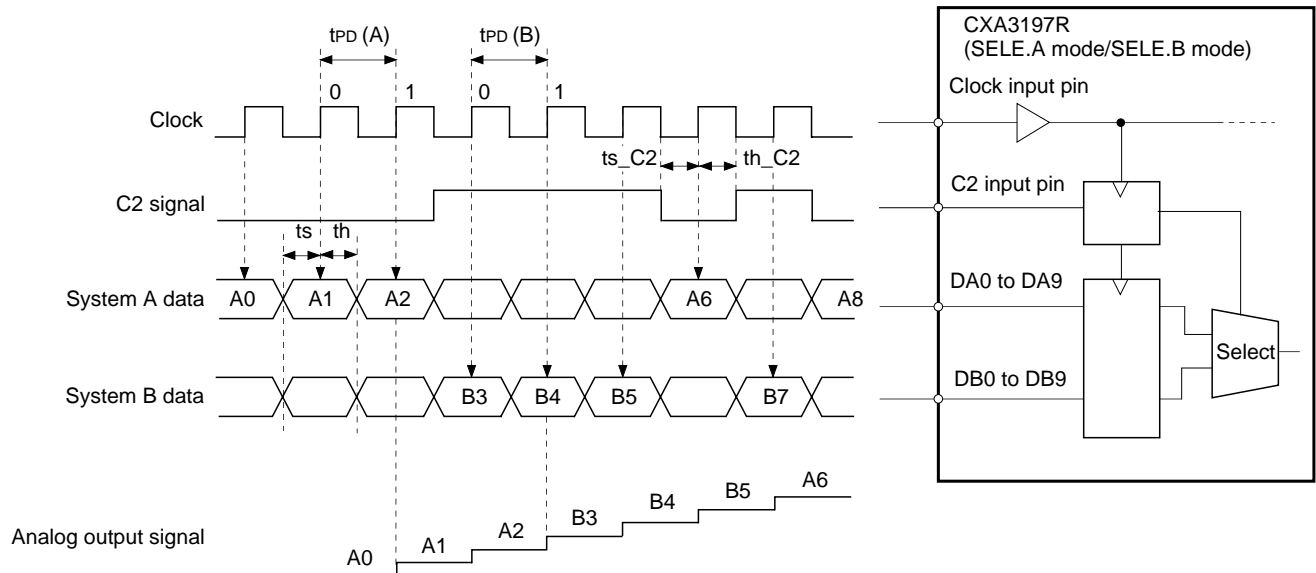 tPD (A)
tPD (B)
0
1
0
1
Clock
ts_C2
th_C2
C2 signal
ts
th
System A data
A0
A1
A2
A6
A8
System B data
B3
B4
B5
B7
Analog output signal
A0
A1
A2
B3
B4
B5
A6
CXA3197R
(SELE.A mode/SELE.B mode)
Clock input pin
C2 input pin
DA0 to DA9
DB0 to DB9
Select